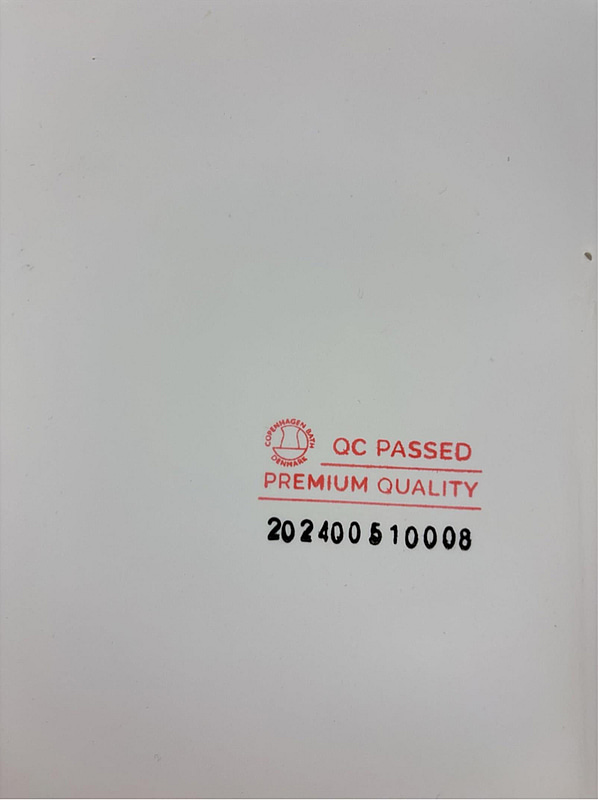 COPENHAGEN BATH
DENMARK
QC PASSED
PREMIUM QUALITY
202400510008